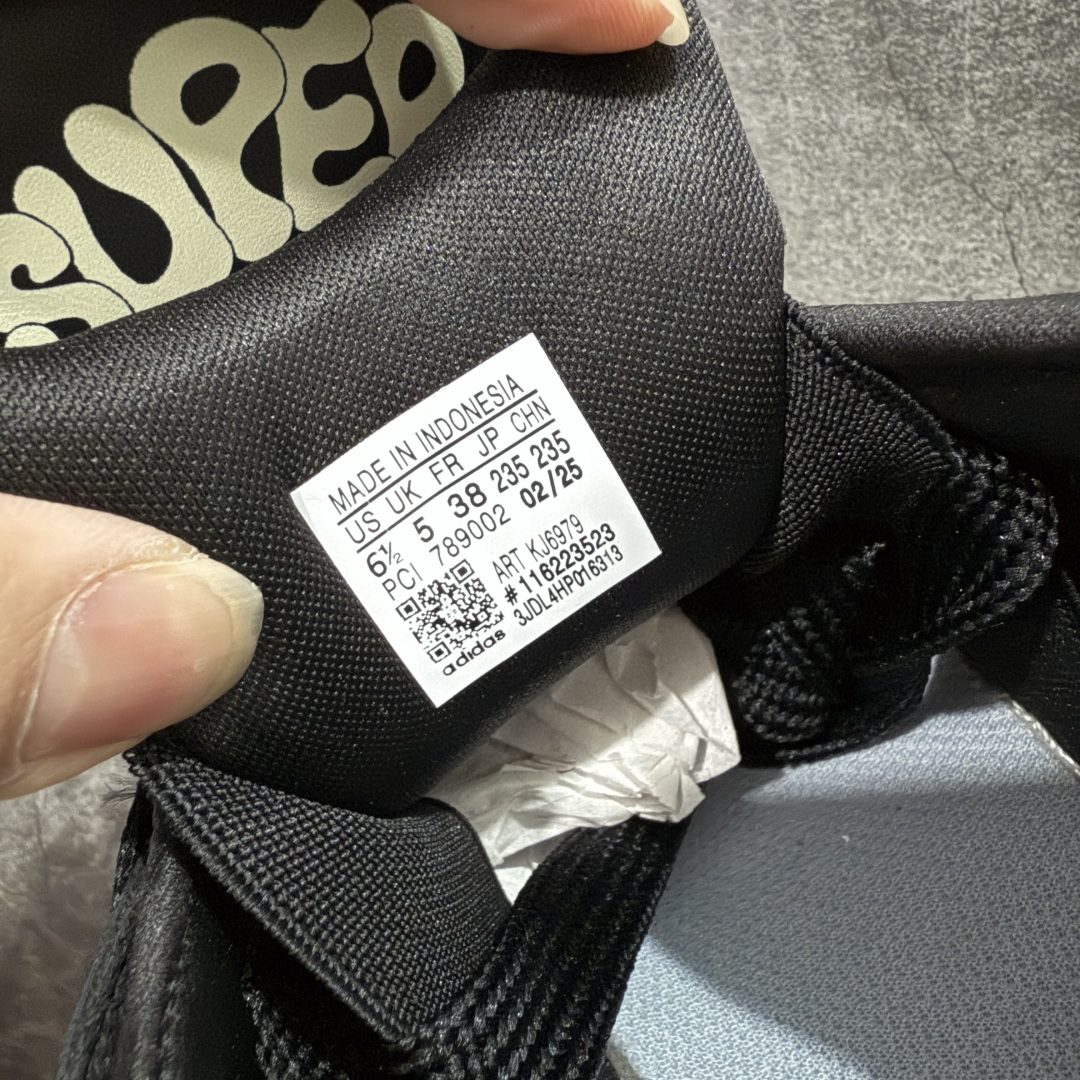 SUPER
MADE IN INDONESIA
US UK FR JP CHN
6½ 5 38 235 235
PCI 789002 02/25
ART KJ6979
#116223523
3JDL4HP016313
adidas